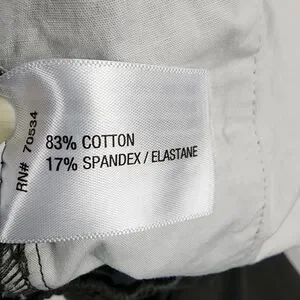 83% COTTON
17% SPANDEX / ELASTANE
RN# 70534